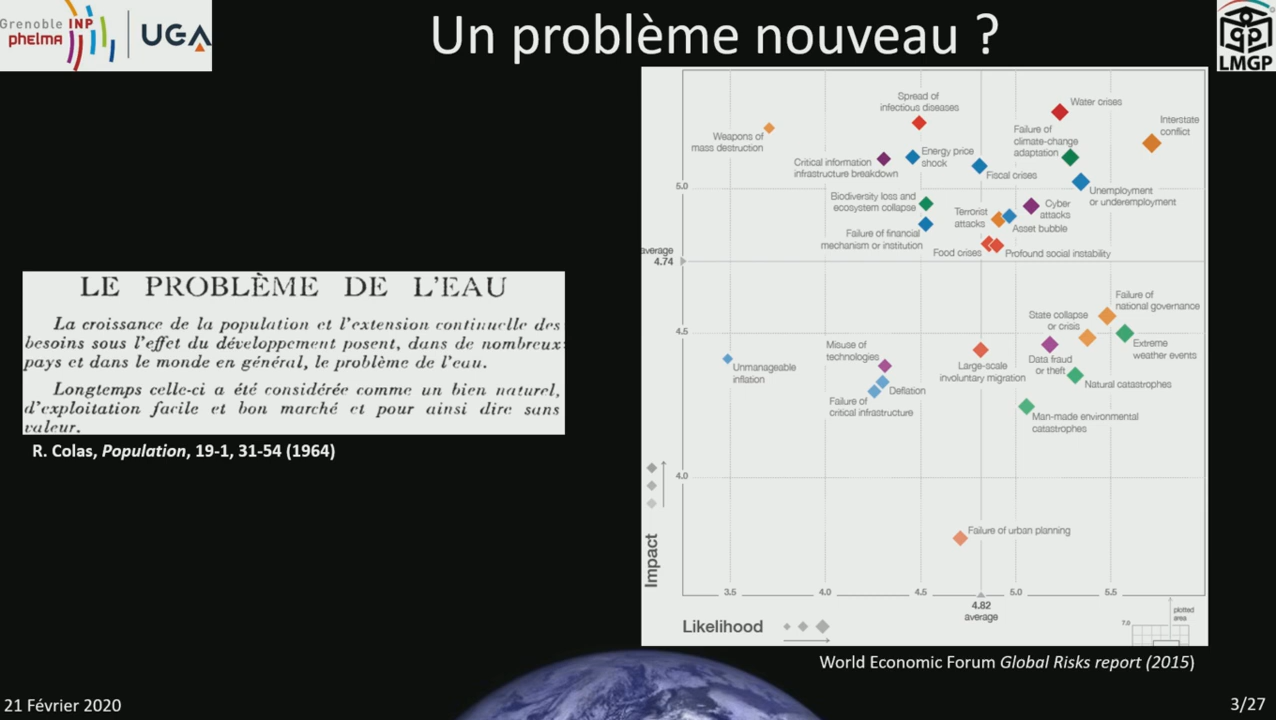 Grenoble INP
phelma
UGA
Un problème nouveau ?
LMGP
LE PROBLÈME DE L'EAU
La croissance de la population et l'extension continuelle des
besoins sous l'effet du développement posent, dans de nombreux
pays et dans le monde en général, le problème de l'eau.
Longtemps celle-ci a été considérée comme un bien naturel,
d'exploitation facile et bon marché et pour ainsi dire sans
valeur.
R. Colas, Population, 19-1, 31-54 (1964)
Spread of
infectious diseases
Water crises
Interstate
conflict
Weapons of
mass destruction
Failure of
climate-change
adaptation
Critical information
infrastructure breakdown
Energy price
shock
Fiscal crises
5.0
Unemployment
or underemployment
Biodiversity loss and
ecosystem collapse
Terrorist
attacks
Cyber
attacks
Asset bubble
Failure of financial
mechanism or institution
Food crises
Profound social instability
average
4.74
Failure of
national governance
State collapse
or crisis
4.5
Extreme
weather events
Misuse of
technologies
Unmanageable
inflation
Large-scale
involuntary migration
Data fraud
or theft
Natural catastrophes
Deflation
Failure of
critical infrastructure
Man-made environmental
catastrophes
4.0
Failure of urban planning
Impact
3.5
4.0
4.5
5.0
5.5
4.82
average
plotted
area
7.0
Likelihood
World Economic Forum Global Risks report (2015)
21 Février 2020
3/27